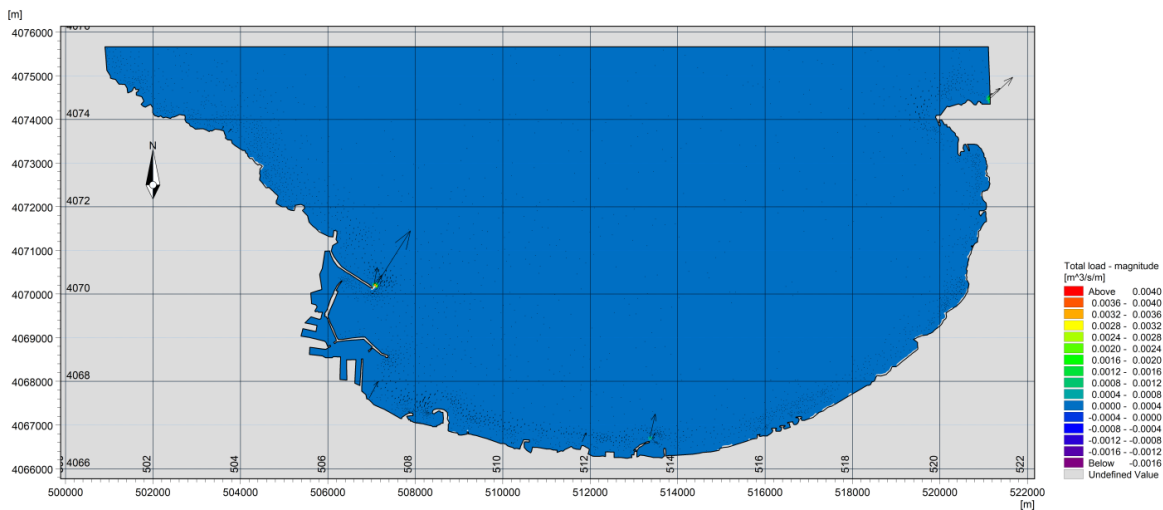 [m]
4076000
4075000
4074000
4073000
4072000
4071000
4070000
4069000
4068000
4067000
4066000
4074
4072
4070
4068
4066
N
502
504
506
508
510
512
514
516
518
520
522
500000 502000 504000 506000 508000 510000 512000 514000 516000 518000 520000 522000
[m]
Total load - magnitude
[m^3/s/m]
Above 0.0040
0.0036 - 0.0040
0.0032 - 0.0036
0.0028 - 0.0032
0.0024 - 0.0028
0.0020 - 0.0024
0.0016 - 0.0020
0.0012 - 0.0016
0.0008 - 0.0012
0.0004 - 0.0008
0.0000 - 0.0004
-0.0004 - 0.0000
-0.0008 - -0.0004
-0.0012 - -0.0008
-0.0016 - -0.0012
Below -0.0016
Undefined Value